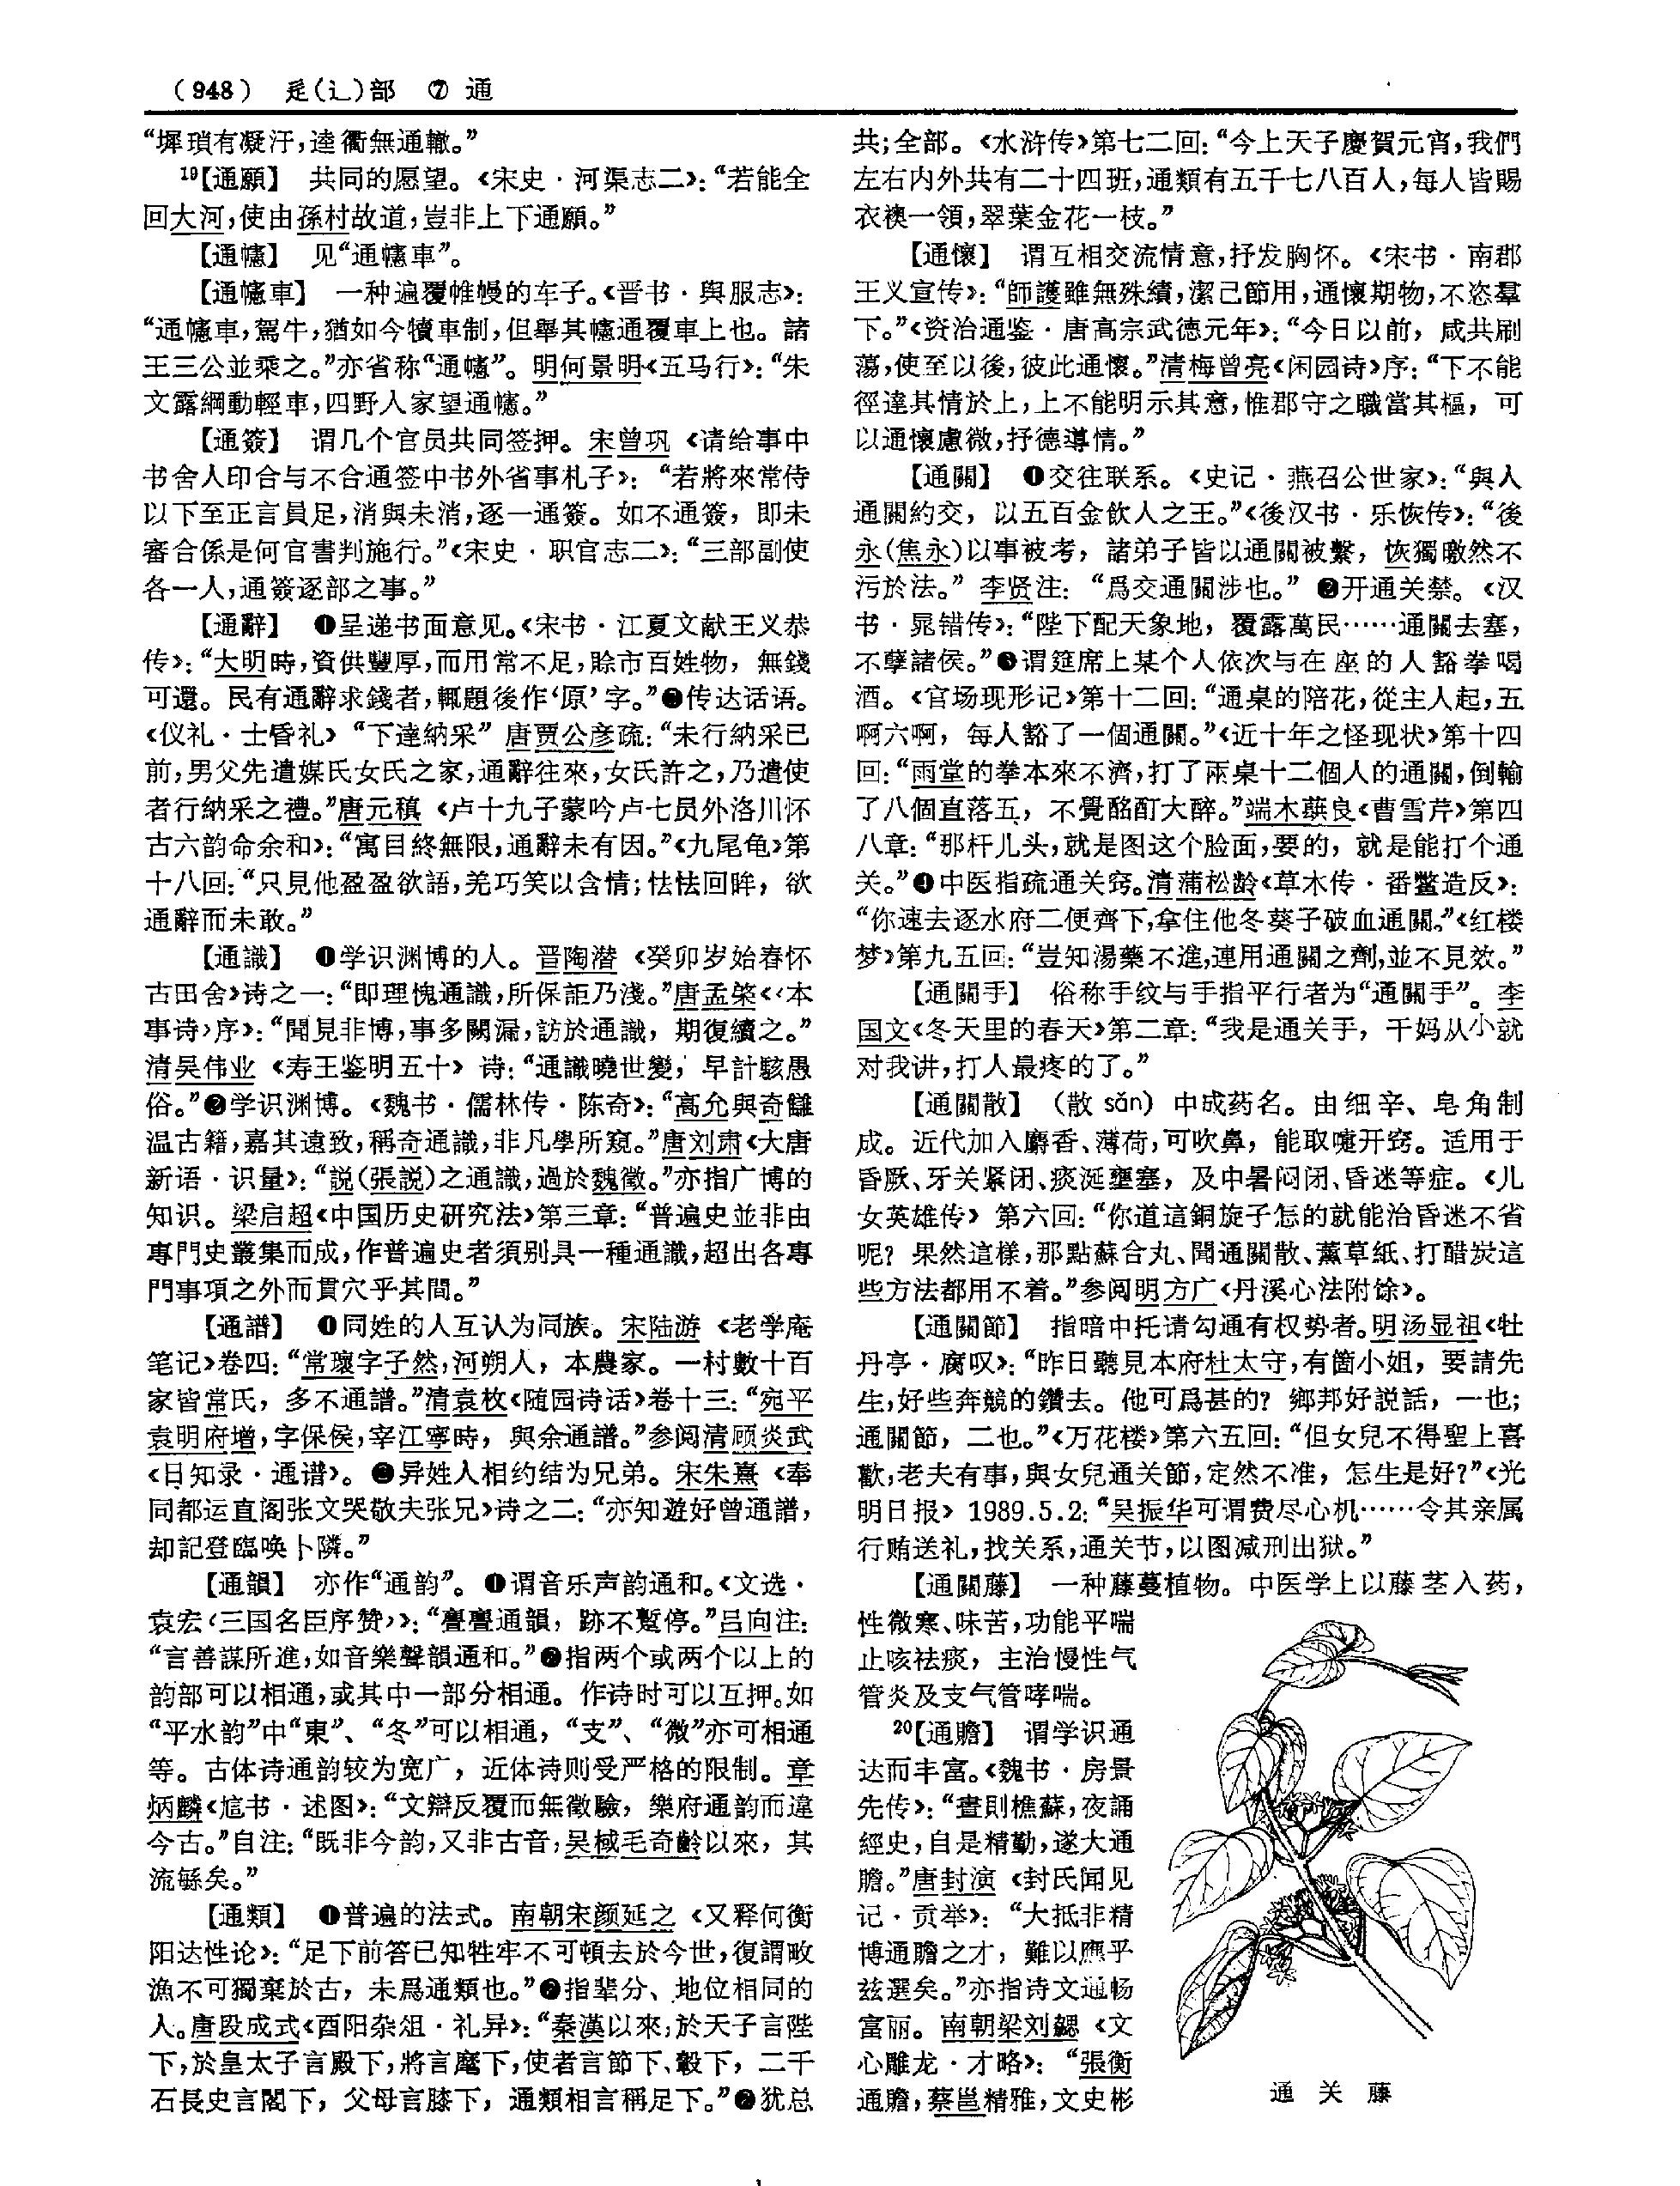 （948） 辵(辶)部 ⑦ 通
“墀瑣有凝汙，逵衢無通轍。”
¹⁹【通願】 共同的愿望。《宋史·河渠志二》：“若能全
回大河，使由孫村故道，豈非上下通願。”
【通幰】 见“通幰車”。
【通幰車】 一种遍覆帷幔的车子。《晋书·舆服志》：
“通幰車，駕牛，猶如今犢車制，但舉其幰通覆車上也。諸
王三公並乘之。”亦省称“通幰”。明何景明《五马行》：“朱
文露網動輕車，四野人家望通幰。”
【通簽】 谓几个官员共同签押。宋曾巩《请给事中
书舍人印合与不合通签中书外省事札子》：“若將來常侍
以下至正言員足，消與未消，逐一通簽。如不通簽，即未
審合係是何官書判施行。”《宋史·职官志二》：“三部副使
各一人，通簽逐部之事。”
【通辭】 ❶呈递书面意见。《宋书·江夏文献王义恭
传》：“大明時，資供豐厚，而用常不足，賒市百姓物，無錢
可還。民有通辭求錢者，輒題後作‘原’字。”❷传达话语。
《仪礼·士昏礼》“下達納采”唐贾公彦疏：“未行納采已
前，男父先遣媒氏女氏之家，通辭往來，女氏許之，乃遣使
者行納采之禮。”唐元稹《卢十九子蒙吟卢七员外洛川怀
古六韵命余和》：“寓目終無限，通辭未有因。”《九尾龟》第
十八回：“只見他盈盈欲語，羌巧笑以含情；怯怯回眸，欲
通辭而未敢。”
【通識】 ❶学识渊博的人。晋陶潜《癸卯岁始春怀
古田舍》诗之一：“即理愧通識，所保詎乃淺。”唐孟棨《〈本
事诗〉序》：“聞見非博，事多闕漏，訪於通識，期復續之。”
清吴伟业《寿王鉴明五十》诗：“通識曉世變，早計駭愚
俗。”❷学识渊博。《魏书·儒林传·陈奇》：“高允與奇讎
温古籍，嘉其遠致，稱奇通識，非凡學所窺。”唐刘肃《大唐
新语·识量》：“説(張説)之通識，過於魏徵。”亦指广博的
知识。梁启超《中国历史研究法》第三章：“普遍史並非由
專門史叢集而成，作普遍史者須别具一種通識，超出各專
門事項之外而貫穴乎其間。”
【通譜】 ❶同姓的人互认为同族。宋陆游《老学庵
笔记》卷四：“常瓌字子然，河朔人，本農家。一村數十百
家皆常氏，多不通譜。”清袁枚《随园诗话》卷十三：“宛平
袁明府增，字保侯，宰江寧時，與余通譜。”参阅清顾炎武
《日知录·通谱》。❷异姓人相约结为兄弟。宋朱熹《奉
同都运直阁张文哭敬夫张兄》诗之二：“亦知遊好曾通譜，
却記登臨唤卜隣。”
【通韻】 亦作“通韵”。❶谓音乐声韵通和。《文选·
袁宏〈三国名臣序赞〉》：“亹亹通韻，跡不蹔停。”吕向注：
“言善謀所進，如音樂聲韻通和。”❷指两个或两个以上的
韵部可以相通，或其中一部分相通。作诗时可以互押。如
“平水韵”中“東”、“冬”可以相通，“支”、“微”亦可相通
等。古体诗通韵较为宽广，近体诗则受严格的限制。章
炳麟《訄书·述图》：“文辯反覆而無徵驗，樂府通韵而違
今古。”自注：“既非今韵，又非古音，吴棫毛奇齡以來，其
流緐矣。”
【通類】 ❶普遍的法式。南朝宋颜延之《又释何衡
阳达性论》：“足下前答已知牲牢不可頓去於今世，復謂畋
漁不可獨棄於古，未爲通類也。”❷指辈分、地位相同的
人。唐段成式《酉阳杂俎·礼异》：“秦漢以來，於天子言陛
下，於皇太子言殿下，將言麾下，使者言節下、轂下，二千
石長史言閣下，父母言膝下，通類相言稱足下。”❷犹总
共；全部。《水浒传》第七二回：“今上天子慶賀元宵，我們
左右内外共有二十四班，通類有五千七八百人，每人皆賜
衣襖一領，翠葉金花一枝。”
【通懷】 谓互相交流情意，抒发胸怀。《宋书·南郡
王义宣传》：“師護雖無殊績，潔己節用，通懷期物，不恣羣
下。”《资治通鉴·唐高宗武德元年》：“今日以前，咸共刷
蕩，使至以後，彼此通懷。”清梅曾亮《闲园诗》序：“下不能
徑達其情於上，上不能明示其意，惟郡守之職當其樞，可
以通懷慮微，抒德導情。”
【通關】 ❶交往联系。《史记·燕召公世家》：“與人
通關約交，以五百金飲人之王。”《後汉书·乐恢传》：“後
永(焦永)以事被考，諸弟子皆以通關被繫，恢獨皦然不
污於法。”李贤注：“爲交通關涉也。”❷开通关禁。《汉
书·晁错传》：“陛下配天象地，覆露萬民……通關去塞，
不孽諸侯。”❸谓筵席上某个人依次与在座的人豁拳喝
酒。《官场现形记》第十二回：“通桌的陪花，從主人起，五
啊六啊，每人豁了一個通關。”《近十年之怪现状》第十四
回：“雨堂的拳本來不濟，打了兩桌十二個人的通關，倒輸
了八個直落五，不覺酩酊大醉。”端木蕻良《曹雪芹》第四
八章：“那杆儿头，就是图这个脸面，要的，就是能打个通
关。”❹中医指疏通关窍。清蒲松龄《草木传·番鳖造反》：
“你速去逐水府二便齊下，拿住他冬葵子破血通關。”《红楼
梦》第九五回：“豈知湯藥不進，連用通關之劑，並不見效。”
【通關手】 俗称手纹与手指平行者为“通關手”。李
国文《冬天里的春天》第二章：“我是通关手，干妈从小就
对我讲，打人最疼的了。”
【通關散】 （散 sǎn）中成药名。由细辛、皂角制
成。近代加入麝香、薄荷，可吹鼻，能取嚏开窍。适用于
昏厥、牙关紧闭、痰涎壅塞，及中暑闷闭、昏迷等症。《儿
女英雄传》第六回：“你道這銅旋子怎的就能治昏迷不省
呢？果然這樣，那點蘇合丸、聞通關散、薰草紙、打醋炭這
些方法都用不着。”参阅明方广《丹溪心法附馀》。
【通關節】 指暗中托请勾通有权势者。明汤显祖《牡
丹亭·腐叹》：“昨日聽見本府杜太守，有箇小姐，要請先
生，好些奔競的鑽去。他可爲甚的？鄉邦好説話，一也；
通關節，二也。”《万花楼》第六五回：“但女兒不得聖上喜
歡，老夫有事，與女兒通关節，定然不准，怎生是好？”《光
明日报》1989.5.2：“吴振华可谓费尽心机……令其亲属
行贿送礼，找关系，通关节，以图减刑出狱。”
【通關藤】 一种藤蔓植物。中医学上以藤茎入药，
性微寒、味苦，功能平喘
止咳祛痰，主治慢性气
管炎及支气管哮喘。
²⁰【通贍】 谓学识通
达而丰富。《魏书·房景
先传》：“晝則樵蘇，夜誦
經史，自是精勤，遂大通
贍。”唐封演《封氏闻见
记·贡举》：“大抵非精
博通贍之才，難以應乎
兹選矣。”亦指诗文通畅
富丽。南朝梁刘勰《文
心雕龙·才略》：“張衡
通贍，蔡邕精雅，文史彬
通关藤